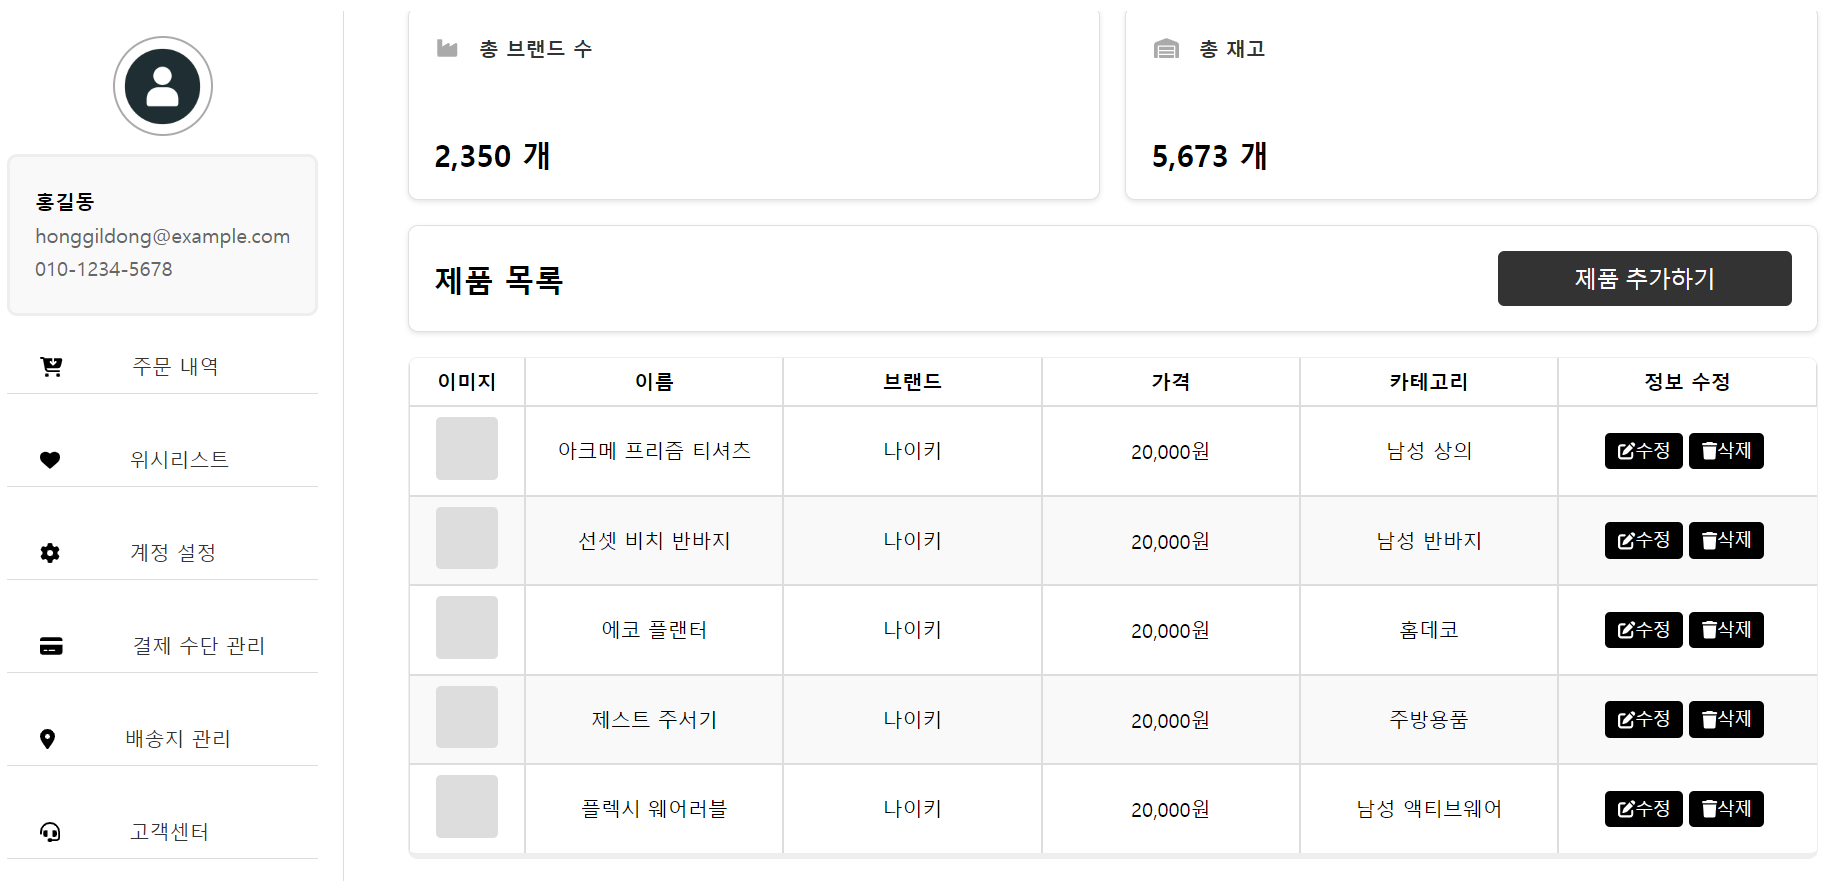 홍길동
honggildong@example.com
010-1234-5678
주문 내역
위시리스트
계정 설정
결제 수단 관리
배송지 관리
고객센터
총 브랜드 수
2,350 개
총 재고
5,673 개
제품 목록
제품 추가하기
이미지 이름 브랜드 가격 카테고리 정보 수정
아크메 프리즘 티셔츠 나이키 20,000원 남성 상의 수정 삭제
선셋 비치 반바지 나이키 20,000원 남성 반바지 수정 삭제
에코 플랜터 나이키 20,000원 홈데코 수정 삭제
제스트 주서기 나이키 20,000원 주방용품 수정 삭제
플렉시 웨어러블 나이키 20,000원 남성 액티브웨어 수정 삭제